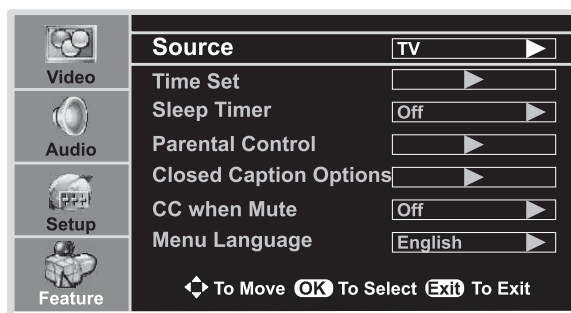 Video
Audio
Setup
Feature
Source TV
Time Set
Sleep Timer Off
Parental Control
Closed Caption Options
CC when Mute Off
Menu Language English
To Move OK To Select Exit To Exit